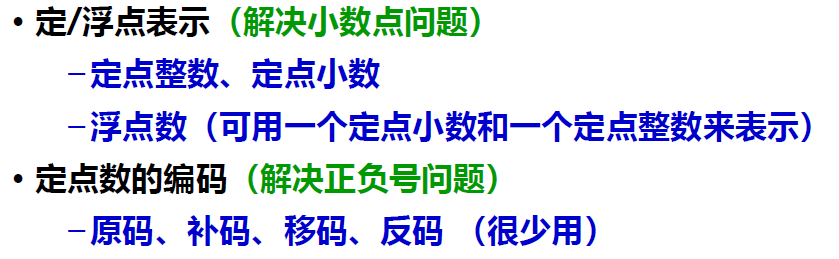 • 定/浮点表示（解决小数点问题）
–定点整数、定点小数
–浮点数（可用一个定点小数和一个定点整数来表示）
• 定点数的编码（解决正负号问题）
–原码、补码、移码、反码 （很少用）